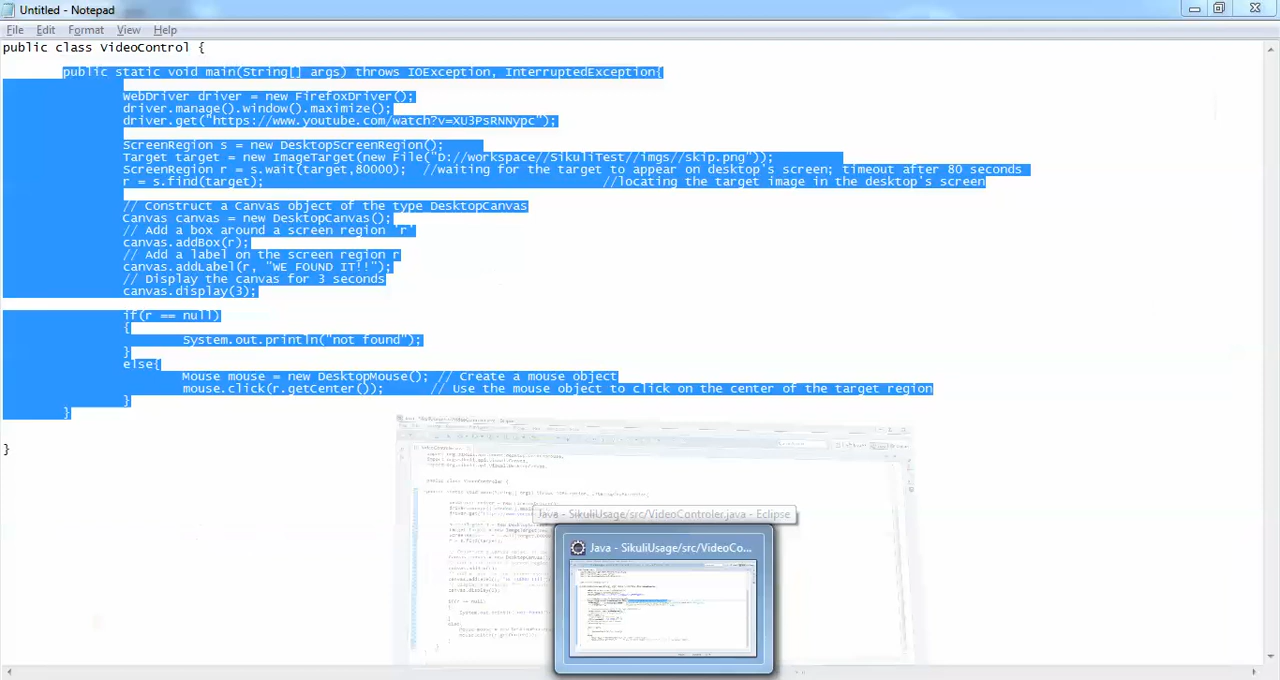 Untitled - Notepad
File Edit Format View Help
public class VideoControl {
public static void main(String[] args) throws IOException, InterruptedException{
WebDriver driver = new FirefoxDriver();
driver.manage().window().maximize();
driver.get("https://www.youtube.com/watch?v=XU3PsRNNypc");
ScreenRegion s = new DesktopScreenRegion();
Target target = new ImageTarget(new File("D://workspace//SikuliTest//imgs//skip.png"));
ScreenRegion r = s.wait(target,80000); //waiting for the target to appear on desktop's screen; timeout after 80 seconds
r = s.find(target); //locating the target image in the desktop's screen
// Construct a Canvas object of the type DesktopCanvas
Canvas canvas = new DesktopCanvas();
// Add a box around a screen region 'r'
canvas.addBox(r);
// Add a label on the screen region r
canvas.addLabel(r, "WE FOUND IT!!");
// Display the canvas for 3 seconds
canvas.display(3);
if(r == null)
{
System.out.println("not found");
}
else{
Mouse mouse = new DesktopMouse(); // Create a mouse object
mouse.click(r.getCenter()); // Use the mouse object to click on the center of the target region
}
}
}
Java - SikuliUsage/src/VideoControler.java - Eclipse
Java - SikuliUsage/src/VideoCo...